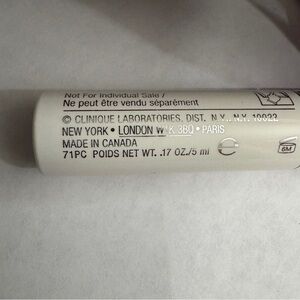 Not For Individual Sale /
Ne peut être vendu séparément
© CLINIQUE LABORATORIES, DIST. N.Y., N.Y. 10022
NEW YORK • LONDON W1K 3BQ • PARIS
MADE IN CANADA
71PC POIDS NET WT. .17 OZ./5 ml
6M